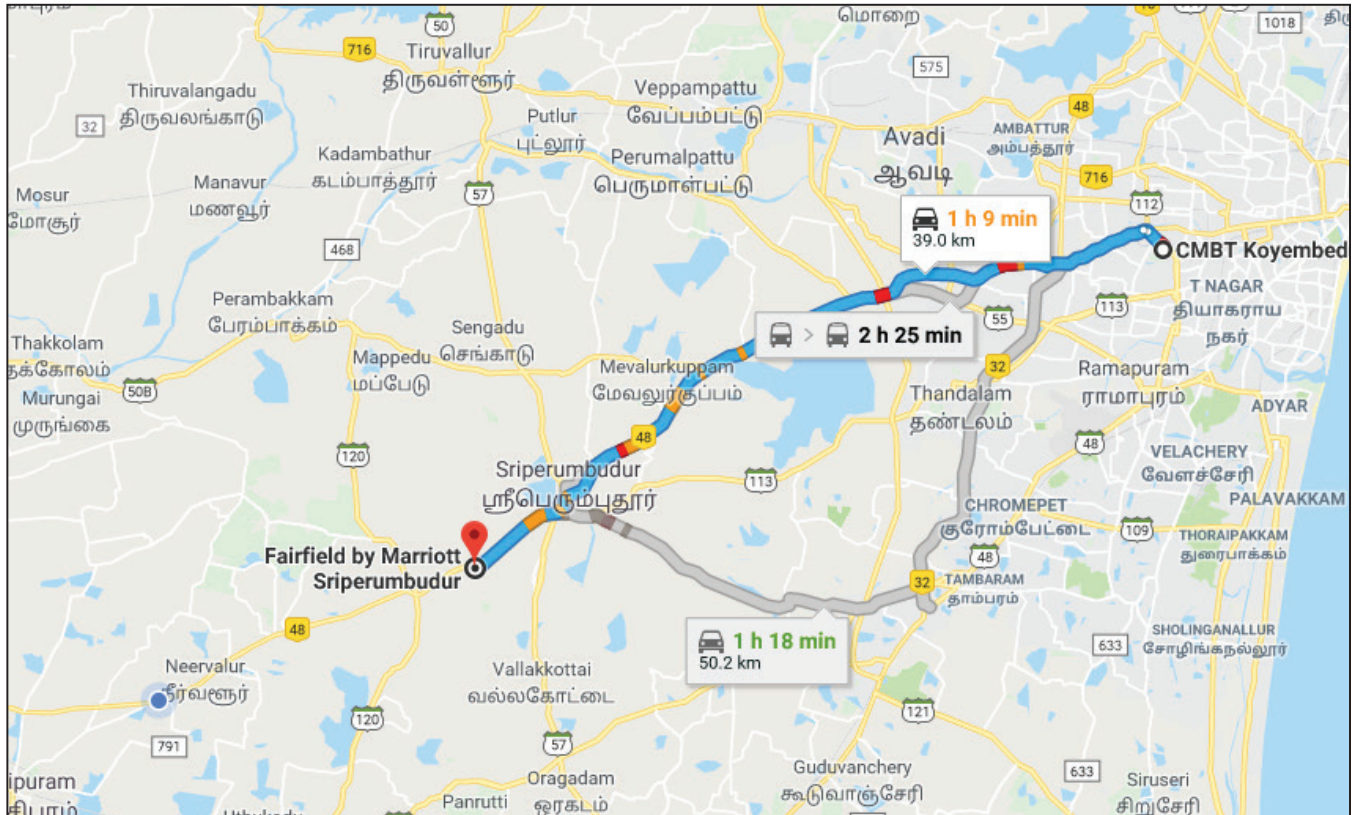 மொறை
50
1018
716
Tiruvallur
திருவள்ளூர்
575
Thiruvalangadu
திருவலங்காடு
Veppampattu
வேப்பம்பட்டு
48
32
Putlur
புட்லூர்
Avadi
ஆவடி
AMBATTUR
அம்பத்தூர்
Kadambathur
கடம்பாத்தூர்
Perumalpattu
பெருமாள்பட்டு
716
Mosur
மோசூர்
Manavur
மணவூர்
57
112
1 h 9 min
39.0 km
468
CMBT Koyembed
T NAGAR
தியாகராய
நகர்
Perambakkam
பேரம்பாக்கம்
113
55
Sengadu
செங்காடு
2 h 25 min
Thakkolam
தக்கோலம்
Mappedu
மப்பேடு
Mevalurkuppam
மேவலுர்குப்பம்
32
Ramapuram
ராமாபுரம்
50B
Murungai
முருங்கை
Thandalam
தண்டலம்
ADYAR
48
48
120
VELACHERY
வேளச்சேரி
Sriperumbudur
ஸ்ரீபெரும்புதூர்
113
PALAVAKKAM
CHROMEPET
குரோம்பேட்டை
109
THORAIPAKKAM
துரைபாக்கம்
Fairfield by Marriott
Sriperumbudur
48
32
TAMBARAM
தாம்பரம்
48
1 h 18 min
50.2 km
633
SHOLINGANALLUR
சோழிங்கநல்லூர்
Neervalur
நீர்வளூர்
Vallakkottai
வல்லகோட்டை
120
121
791
57
Guduvanchery
கூடுவாஞ்சேரி
633
Siruseri
சிறுசேரி
ipuram
Oragadam
ஒரகடம்
Panrutti